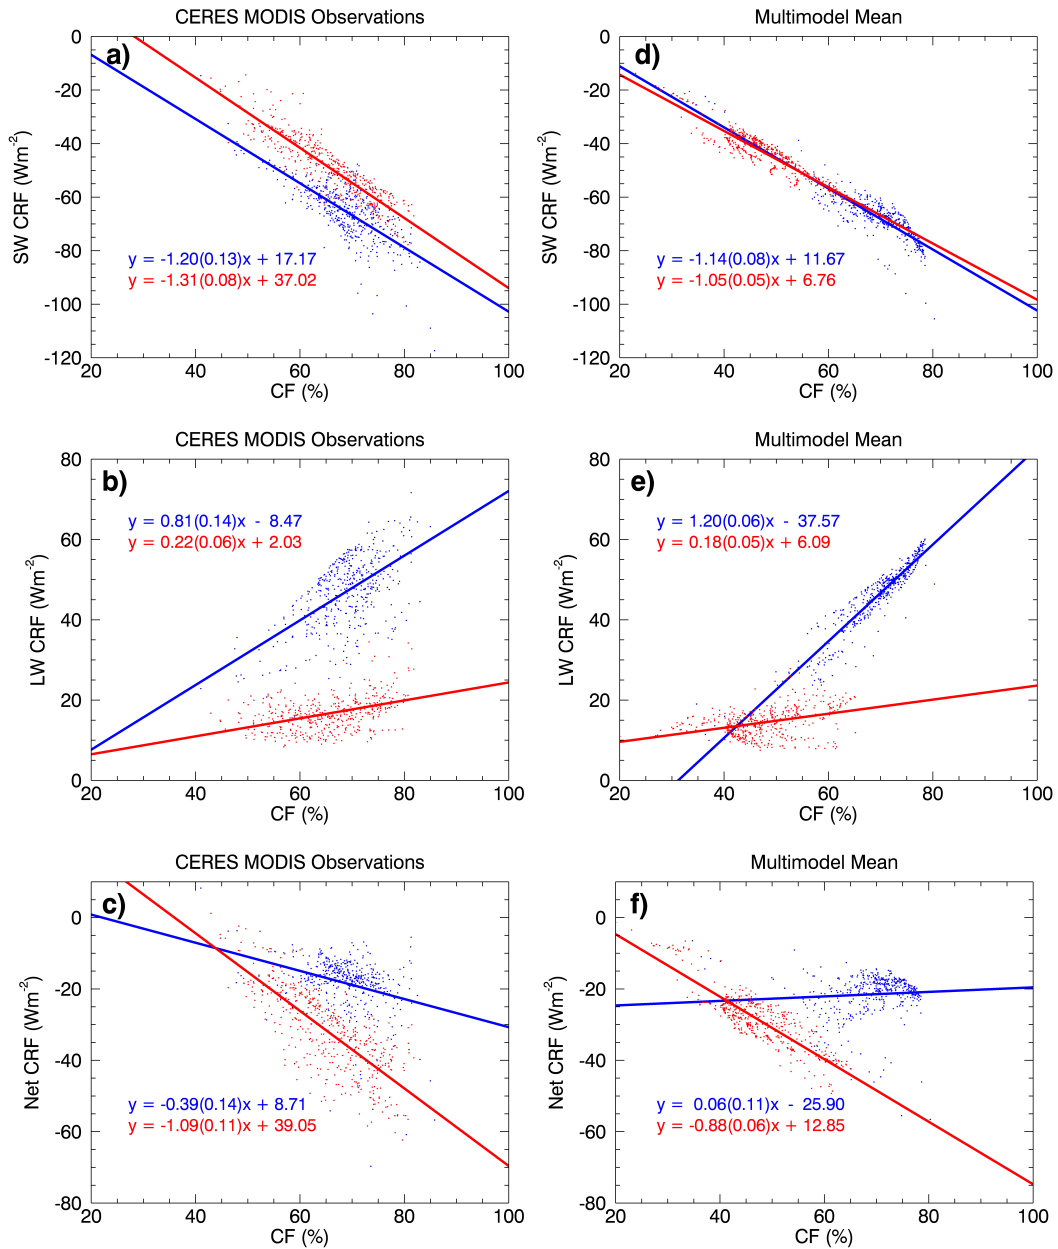 CERES MODIS Observations
a)
0
-20
-40
-60
-80
-100
-120
SW CRF (Wm-2)
y = -1.20(0.13)x + 17.17
y = -1.31(0.08)x + 37.02
20 40 60 80 100
CF (%)
Multimodel Mean
d)
0
-20
-40
-60
-80
-100
-120
SW CRF (Wm-2)
y = -1.14(0.08)x + 11.67
y = -1.05(0.05)x + 6.76
20 40 60 80 100
CF (%)
CERES MODIS Observations
b)
80
60
40
20
0
LW CRF (Wm-2)
y = 0.81(0.14)x - 8.47
y = 0.22(0.06)x + 2.03
20 40 60 80 100
CF (%)
Multimodel Mean
e)
80
60
40
20
0
LW CRF (Wm-2)
y = 1.20(0.06)x - 37.57
y = 0.18(0.05)x + 6.09
20 40 60 80 100
CF (%)
CERES MODIS Observations
c)
0
-20
-40
-60
-80
Net CRF (Wm-2)
y = -0.39(0.14)x + 8.71
y = -1.09(0.11)x + 39.05
20 40 60 80 100
CF (%)
Multimodel Mean
f)
0
-20
-40
-60
-80
Net CRF (Wm-2)
y = 0.06(0.11)x - 25.90
y = -0.88(0.06)x + 12.85
20 40 60 80 100
CF (%)